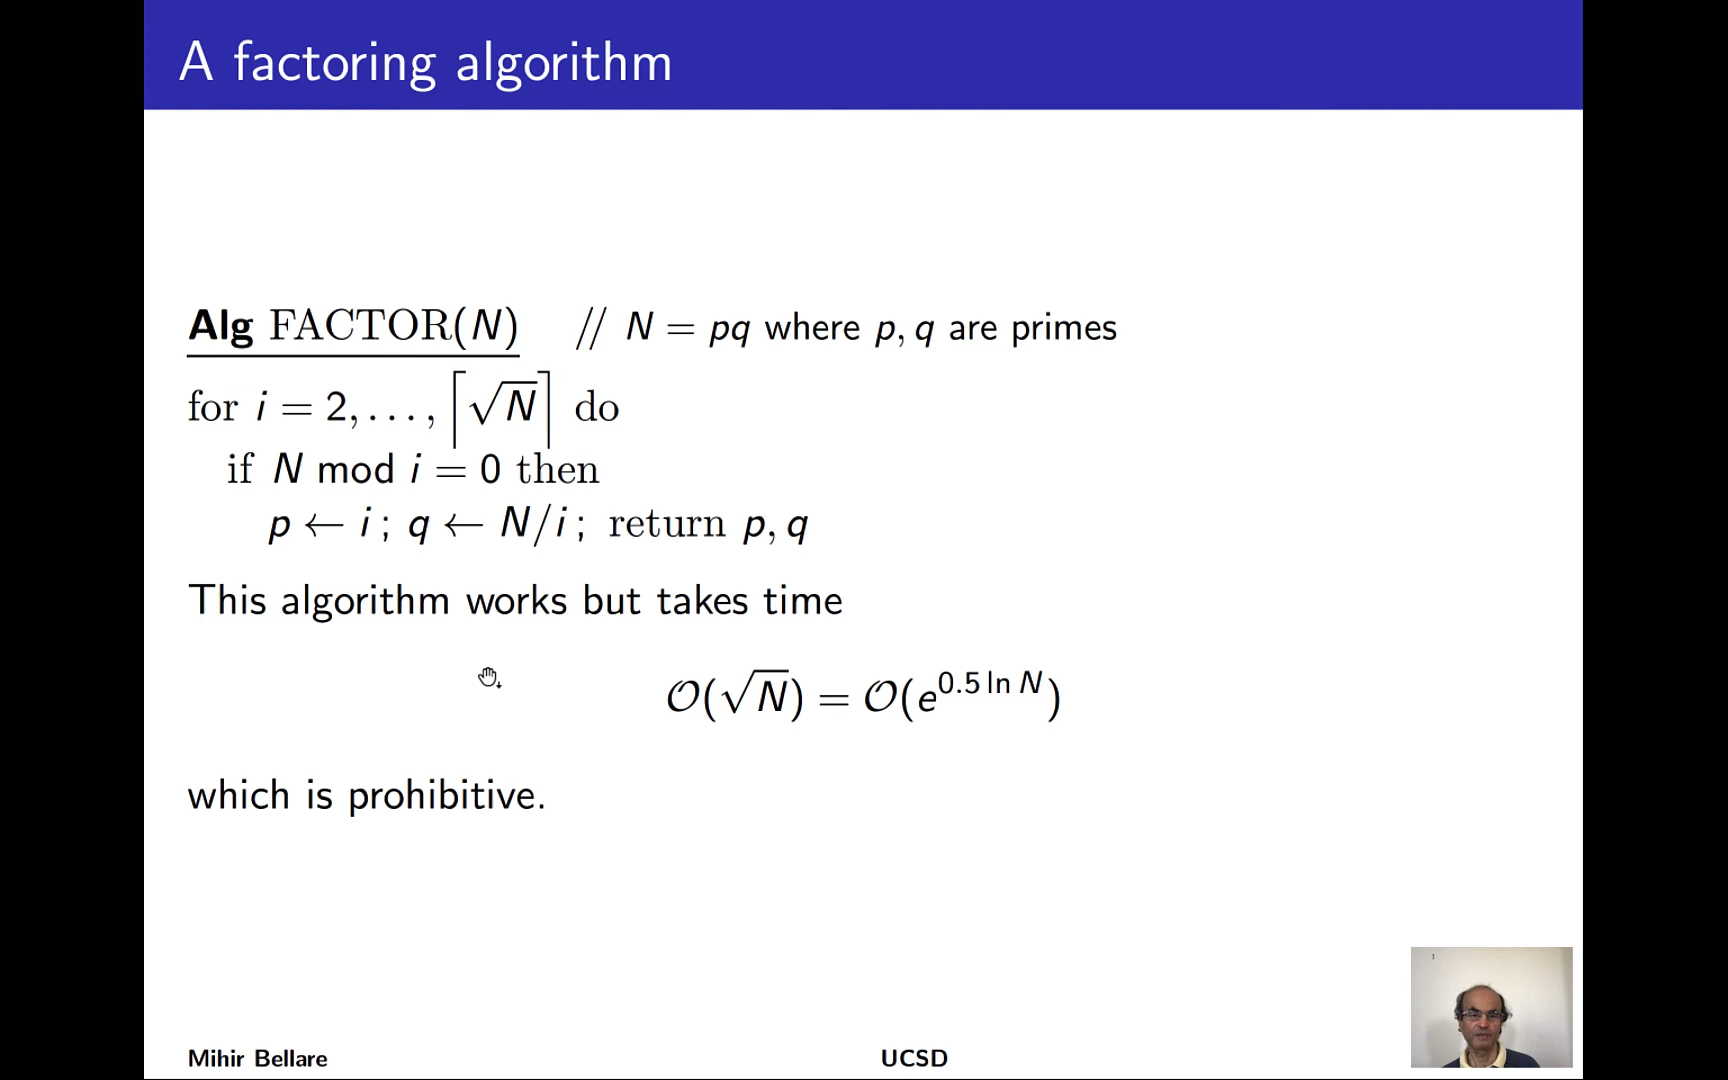 A factoring algorithm
Alg FACTOR(N) // N = pq where p, q are primes
for i = 2, . . . , ⌈√N⌉ do
if N mod i = 0 then
p ← i ; q ← N/i ; return p, q
This algorithm works but takes time
𝒪(√N) = 𝒪(e^{0.5 ln N})
which is prohibitive.
Mihir Bellare UCSD